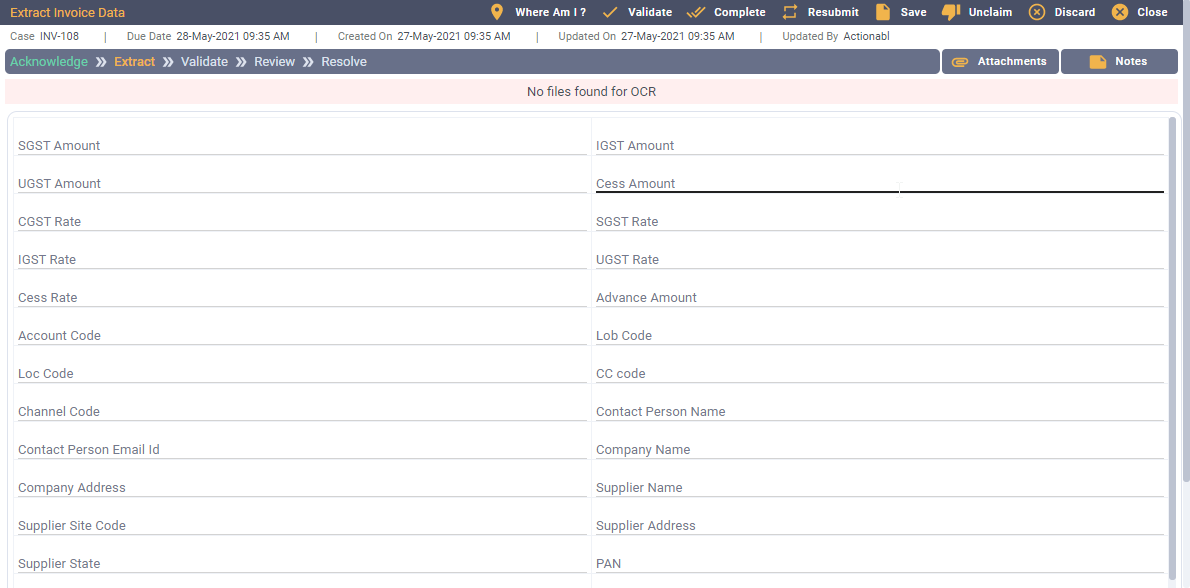 Extract Invoice Data Where Am I ? Validate Complete Resubmit Save Unclaim Discard Close
Case INV-108 | Due Date 28-May-2021 09:35 AM | Created On 27-May-2021 09:35 AM | Updated On 27-May-2021 09:35 AM | Updated By Actionabl
Acknowledge Extract Validate Review Resolve Attachments Notes
No files found for OCR
SGST Amount IGST Amount
UGST Amount Cess Amount
CGST Rate SGST Rate
IGST Rate UGST Rate
Cess Rate Advance Amount
Account Code Lob Code
Loc Code CC code
Channel Code Contact Person Name
Contact Person Email Id Company Name
Company Address Supplier Name
Supplier Site Code Supplier Address
Supplier State PAN